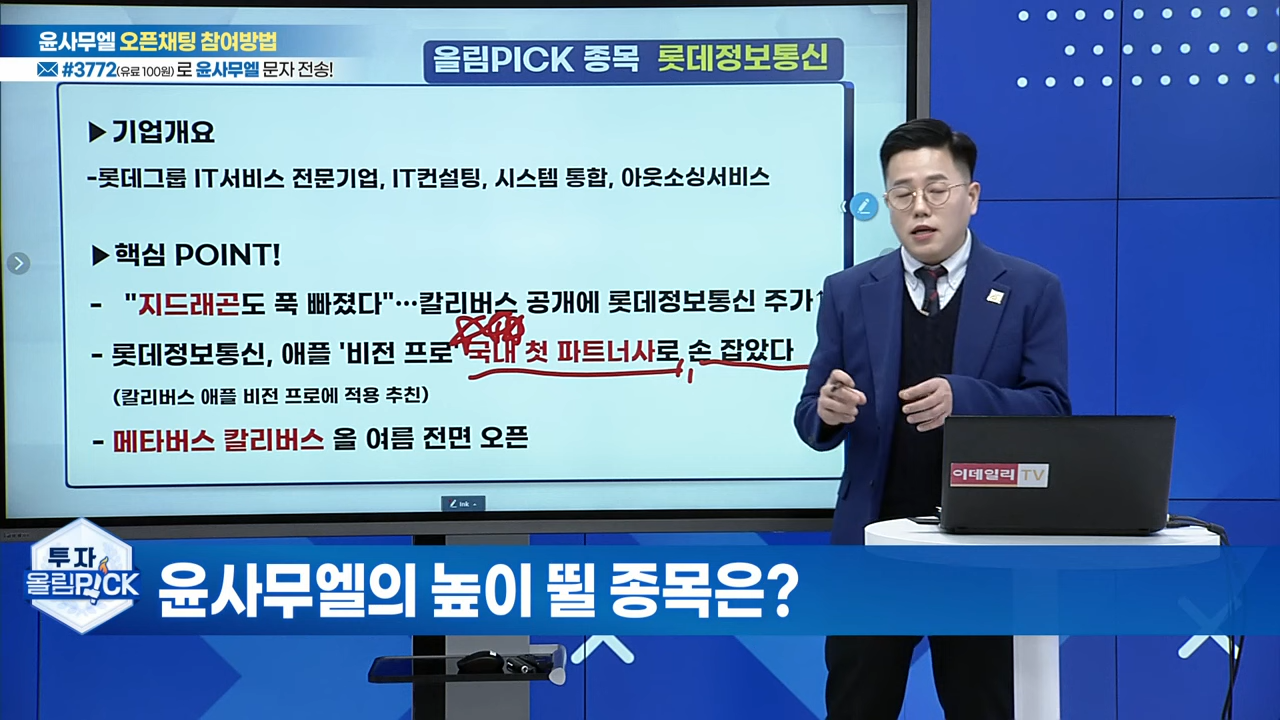 윤사무엘 오픈채팅 참여방법
#3772(유료 100원)로 윤사무엘 문자 전송!
올림PICK 종목 롯데정보통신
▶기업개요
-롯데그룹 IT서비스 전문기업, IT컨설팅, 시스템 통합, 아웃소싱서비스
▶핵심 POINT!
- "지드래곤도 푹 빠졌다"…칼리버스 공개에 롯데정보통신 주가↑
- 롯데정보통신, 애플 '비전 프로' 국내 첫 파트너사로, 손 잡았다
(칼리버스 애플 비전 프로에 적용 추친)
- 메타버스 칼리버스 올 여름 전면 오픈
Ink
이데일리 TV
투자
올림P!CK
윤사무엘의 높이 뛸 종목은?